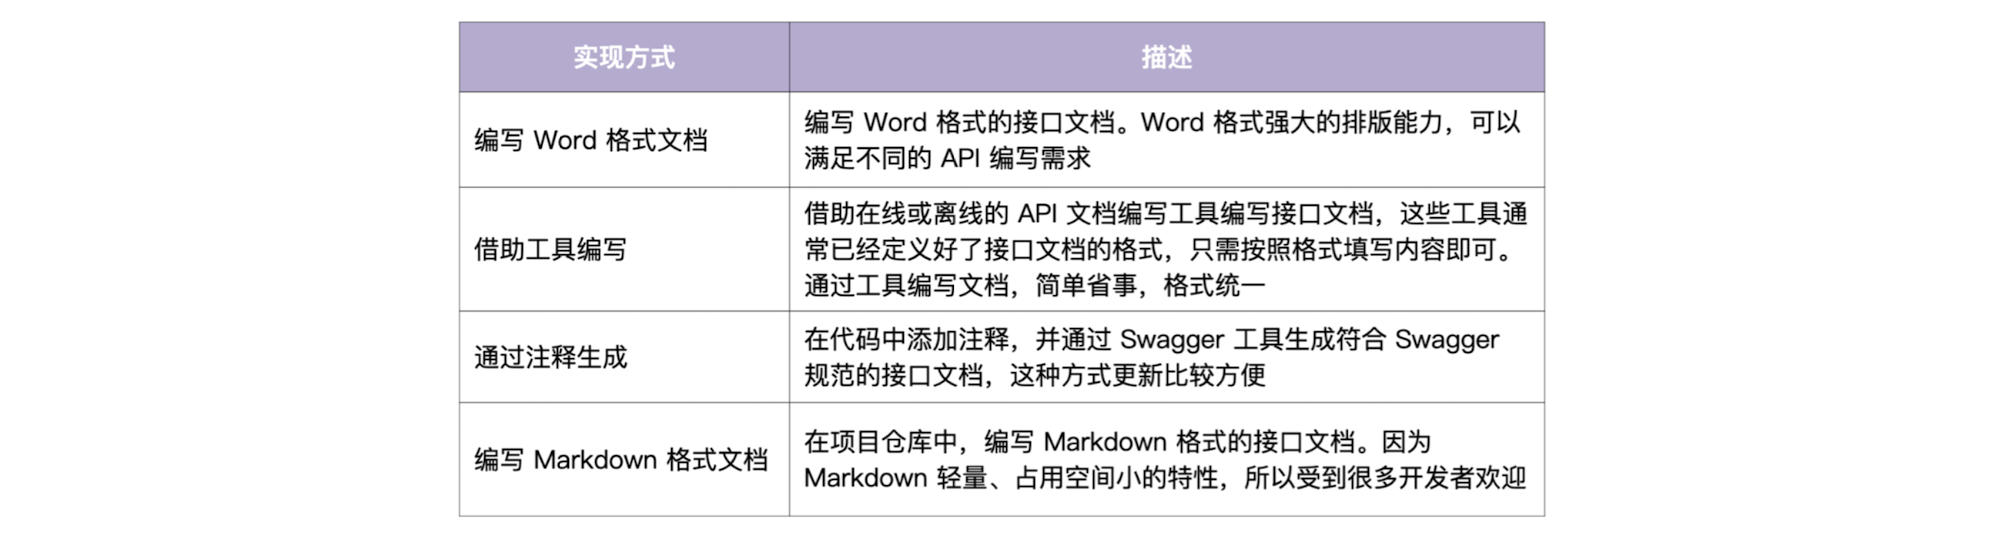 实现方式
描述
编写 Word 格式文档
编写 Word 格式的接口文档。Word 格式强大的排版能力，可以
满足不同的 API 编写需求
借助工具编写
借助在线或离线的 API 文档编写工具编写接口文档，这些工具通
常已经定义好了接口文档的格式，只需按照格式填写内容即可。
通过工具编写文档，简单省事，格式统一
通过注释生成
在代码中添加注释，并通过 Swagger 工具生成符合 Swagger
规范的接口文档，这种方式更新比较方便
编写 Markdown 格式文档
在项目仓库中，编写 Markdown 格式的接口文档。因为
Markdown 轻量、占用空间小的特性，所以受到很多开发者欢迎